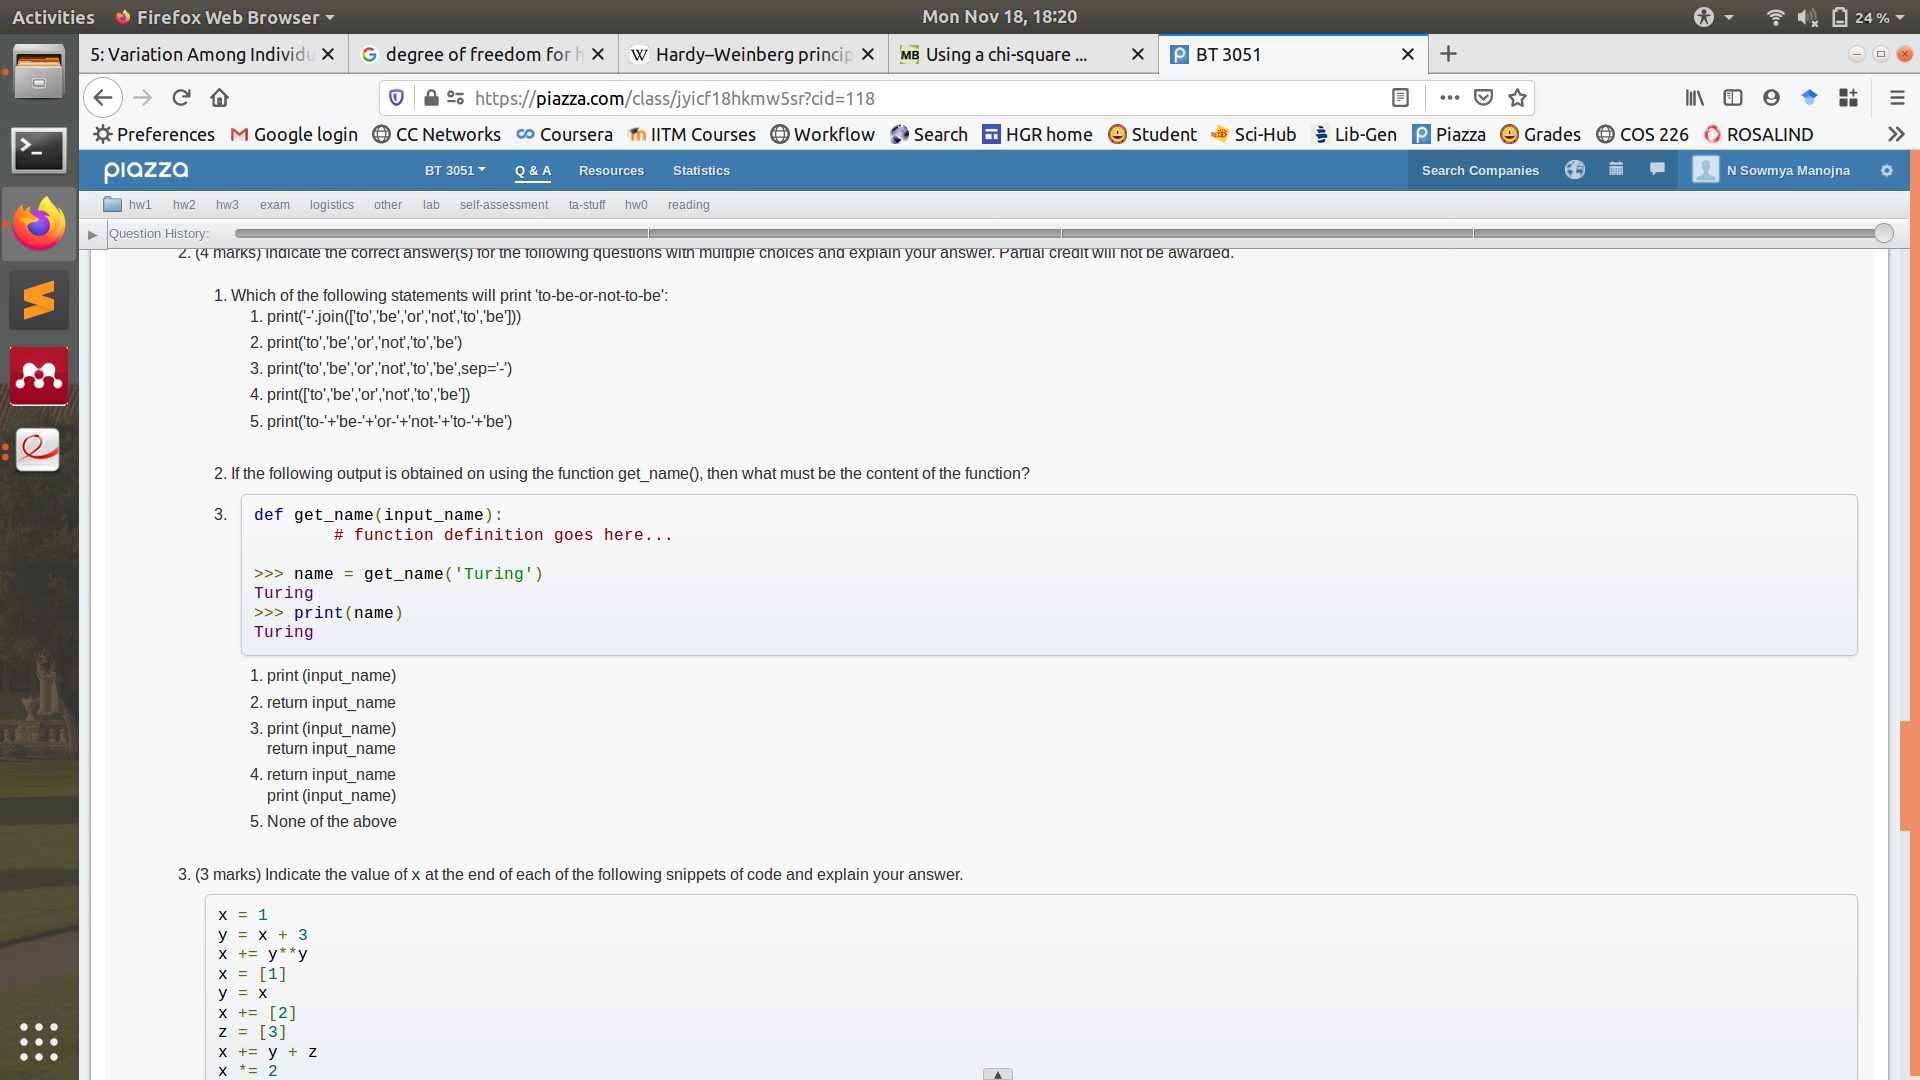 Activities
Firefox Web Browser
Mon Nov 18, 18:20
24 %
5: Variation Among Individu
degree of freedom for h
Hardy–Weinberg princip
Using a chi-square ...
BT 3051
https://piazza.com/class/jyicf18hkmw5sr?cid=118
Preferences
Google login
CC Networks
Coursera
IITM Courses
Workflow
Search
HGR home
Student
Sci-Hub
Lib-Gen
Piazza
Grades
COS 226
ROSALIND
piazza
BT 3051
Q & A
Resources
Statistics
Search Companies
N Sowmya Manojna
hw1
hw2
hw3
exam
logistics
other
lab
self-assessment
ta-stuff
hw0
reading
Question History:
2. (4 marks) Indicate the correct answer(s) for the following questions with multiple choices and explain your answer. Partial credit will not be awarded.
1. Which of the following statements will print 'to-be-or-not-to-be':
1. print('-'.join(['to','be','or','not','to','be']))
2. print('to','be','or','not','to','be')
3. print('to','be','or','not','to','be',sep='-')
4. print(['to','be','or','not','to','be'])
5. print('to-'+'be-'+'or-'+'not-'+'to-'+'be')
2. If the following output is obtained on using the function get_name(), then what must be the content of the function?
3.
def get_name(input_name):
# function definition goes here...
>>> name = get_name('Turing')
Turing
>>> print(name)
Turing
1. print (input_name)
2. return input_name
3. print (input_name)
return input_name
4. return input_name
print (input_name)
5. None of the above
3. (3 marks) Indicate the value of x at the end of each of the following snippets of code and explain your answer.
x = 1
y = x + 3
x += y**y
x = [1]
y = x
x += [2]
z = [3]
x += y + z
x *= 2